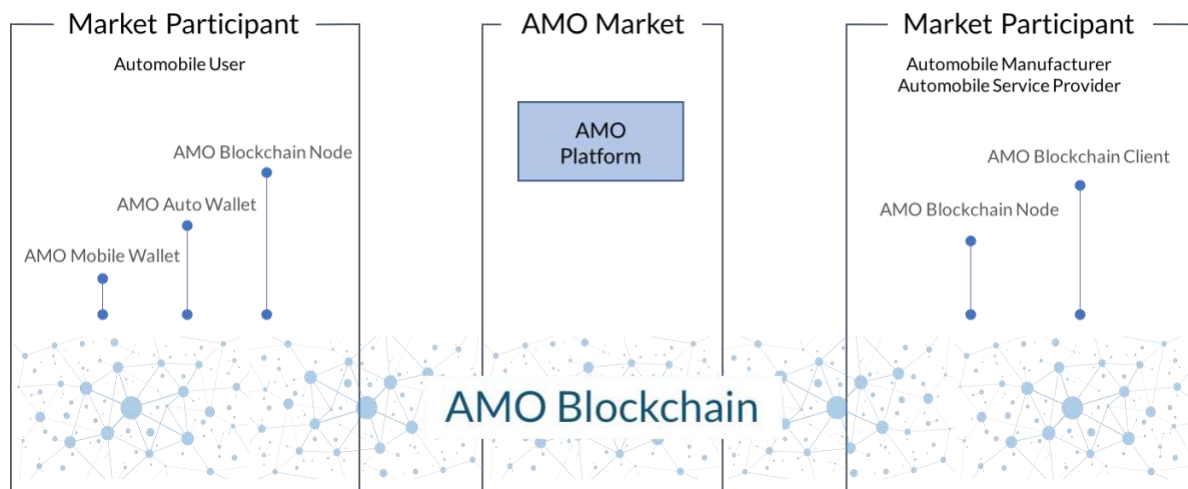 Market Participant
Automobile User
AMO Blockchain Node
AMO Auto Wallet
AMO Mobile Wallet
AMO Market
AMO
Platform
Market Participant
Automobile Manufacturer
Automobile Service Provider
AMO Blockchain Client
AMO Blockchain Node
AMO Blockchain